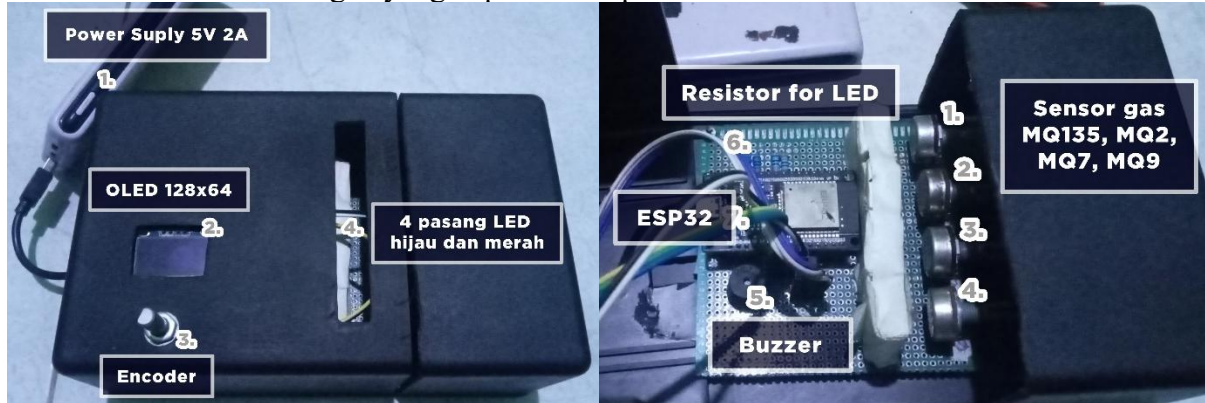 Power Suply 5V 2A
1.
OLED 128x64
2.
4 pasang LED
hijau dan merah
4.
3.
Encoder
Resistor for LED
6.
1.
Sensor gas
MQ135, MQ2,
MQ7, MQ9
2.
ESP32
7.
3.
4.
5.
Buzzer